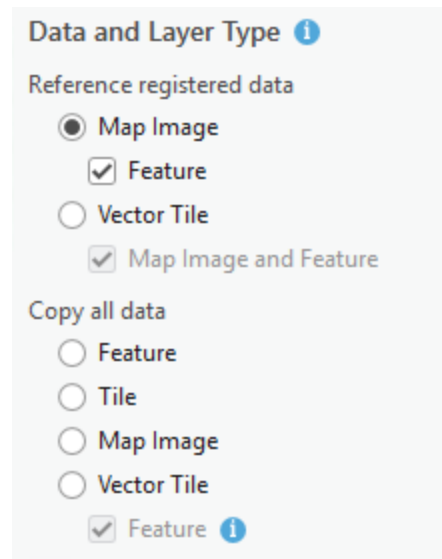 Data and Layer Type
Reference registered data
Map Image
Feature
Vector Tile
Map Image and Feature
Copy all data
Feature
Tile
Map Image
Vector Tile
Feature